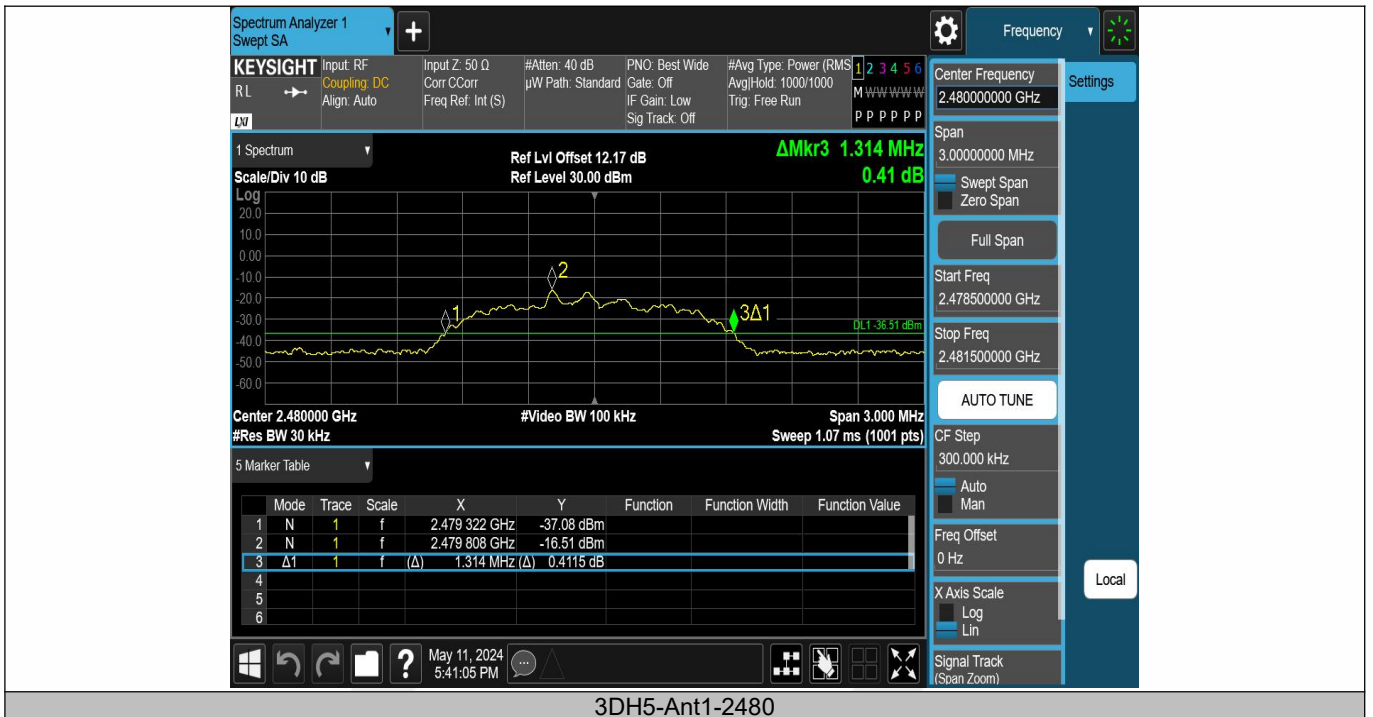 Spectrum Analyzer 1
Swept SA
+
Frequency
KEYSIGHT
RL
LXI
Input: RF
Coupling: DC
Align: Auto
Input Z: 50 Ω
Corr CCorr
Freq Ref: Int (S)
#Atten: 40 dB
µW Path: Standard
PNO: Best Wide
Gate: Off
IF Gain: Low
Sig Track: Off
#Avg Type: Power (RMS
Avg|Hold: 1000/1000
Trig: Free Run
1 2 3 4 5 6
M W W W W W
P P P P P P
1 Spectrum
Scale/Div 10 dB
Ref Lvl Offset 12.17 dB
Ref Level 30.00 dBm
ΔMkr3 1.314 MHz
0.41 dB
Log
20.0
10.0
0.00
-10.0
-20.0
-30.0
-40.0
-50.0
-60.0
1
2
3Δ1
DL1 -36.51 dBm
Center 2.480000 GHz
#Res BW 30 kHz
#Video BW 100 kHz
Span 3.000 MHz
Sweep 1.07 ms (1001 pts)
5 Marker Table
Mode Trace Scale X Y Function Function Width Function Value
1 N 1 f 2.479 322 GHz -37.08 dBm
2 N 1 f 2.479 808 GHz -16.51 dBm
3 Δ1 1 f (Δ) 1.314 MHz (Δ) 0.4115 dB
4
5
6
?
May 11, 2024
5:41:05 PM
Center Frequency
2.480000000 GHz
Settings
Span
3.00000000 MHz
Swept Span
Zero Span
Full Span
Start Freq
2.478500000 GHz
Stop Freq
2.481500000 GHz
AUTO TUNE
CF Step
300.000 kHz
Auto
Man
Freq Offset
0 Hz
X Axis Scale
Log
Lin
Local
Signal Track
(Span Zoom)
3DH5-Ant1-2480